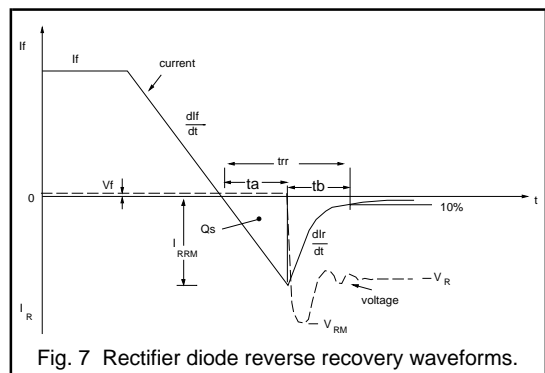 If
If
current
dIf
dt
trr
ta
tb
Vf
0
t
10%
Qs
I RRM
dIr
dt
V R
voltage
I R
V RM
Fig. 7 Rectifier diode reverse recovery waveforms.